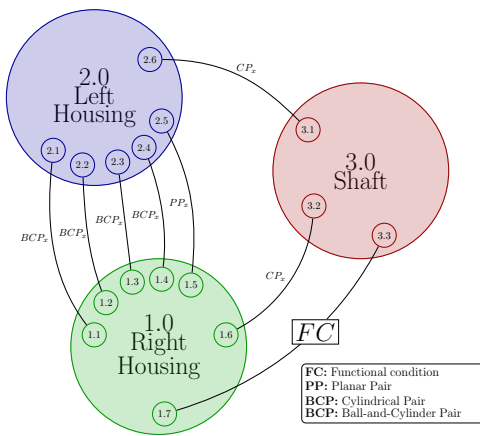 2.6
CPₓ
2.0
Left
Housing
2.5
2.1
2.2
2.3
2.4
3.1
3.0
Shaft
3.2
3.3
BCPₓ
BCPₓ
BCPₓ
BCPₓ
PPₓ
CPₓ
1.1
1.2
1.3
1.4
1.5
1.6
1.0
Right
Housing
1.7
FC
FC: Functional condition
PP: Planar Pair
BCP: Cylindrical Pair
BCP: Ball-and-Cylinder Pair